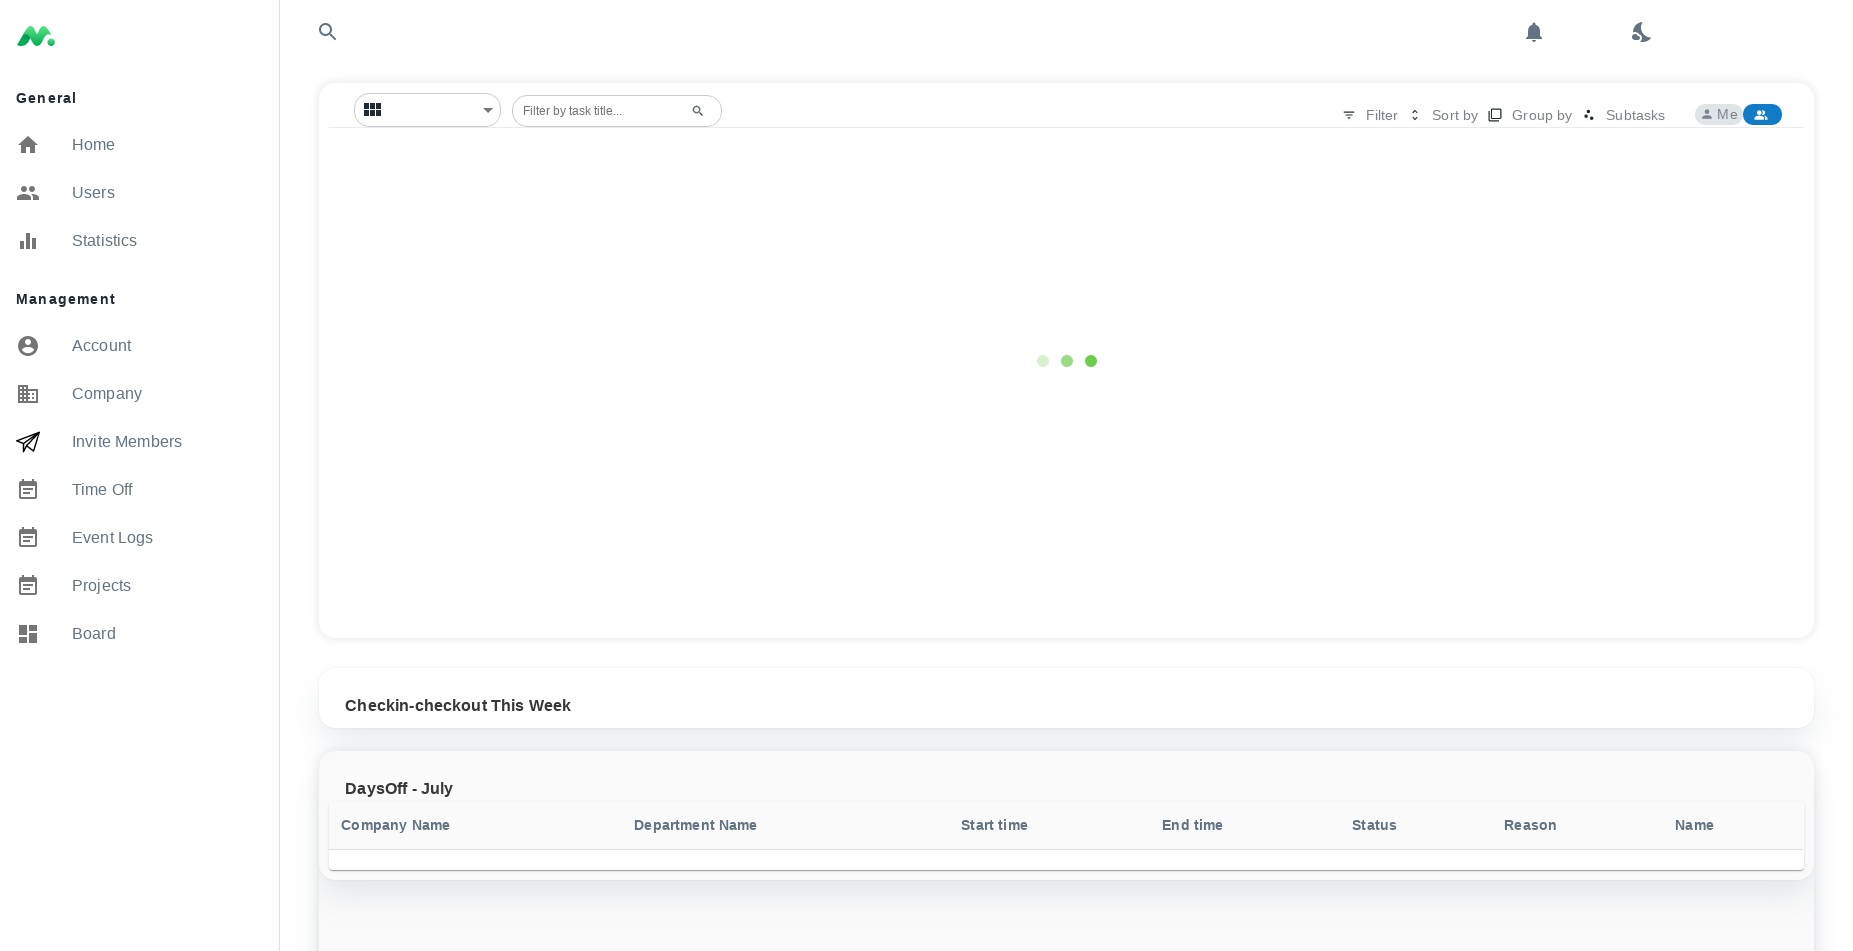 General
Home
Users
Statistics
Management
Account
Company
Invite Members
Time Off
Event Logs
Projects
Board
Filter by task title...
Filter Sort by Group by Subtasks Me
Checkin-checkout This Week
DaysOff - July
Company Name Department Name Start time End time Status Reason Name